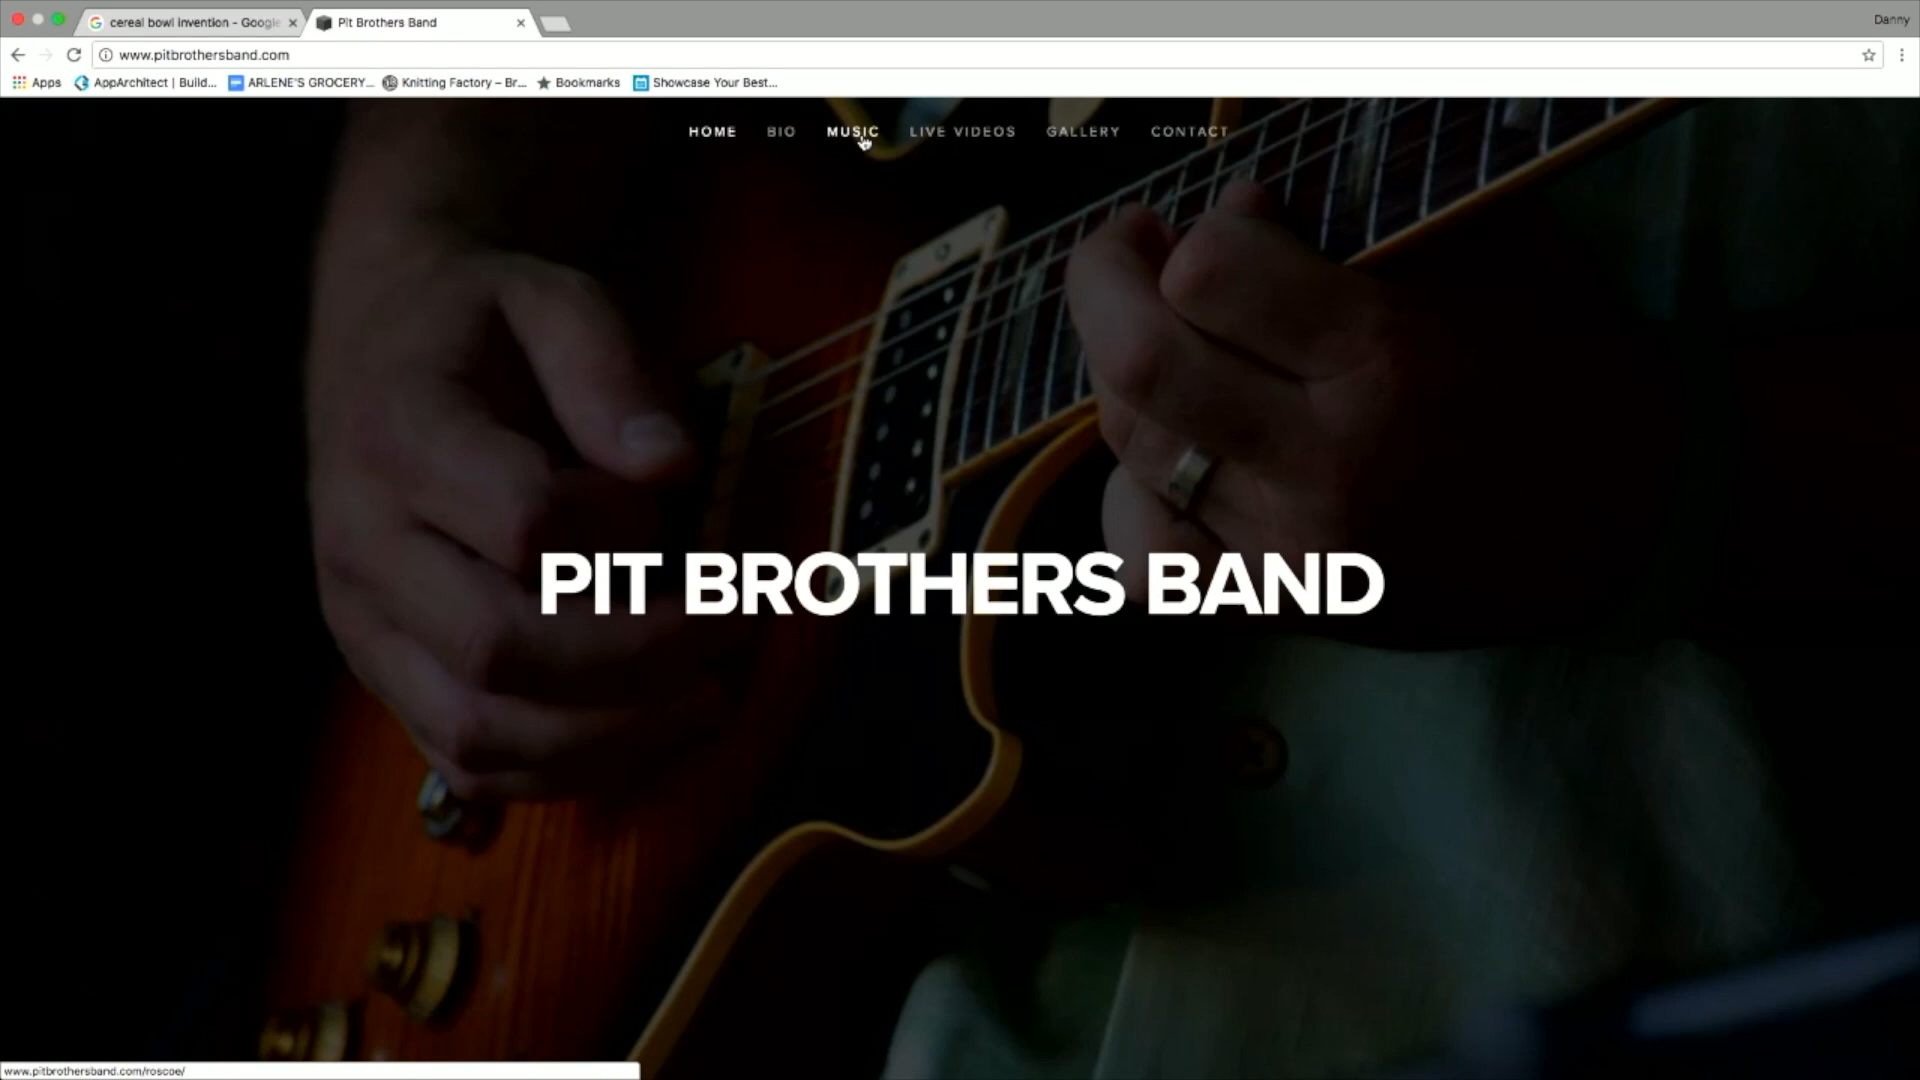 cereal bowl invention - Google
Pit Brothers Band
Danny
www.pitbrothersband.com
Apps
AppArchitect | Build...
ARLENE'S GROCERY...
Knitting Factory – Br...
Bookmarks
Showcase Your Best...
HOME BIO MUSIC LIVE VIDEOS GALLERY CONTACT
PIT BROTHERS BAND
www.pitbrothersband.com/roscoe/